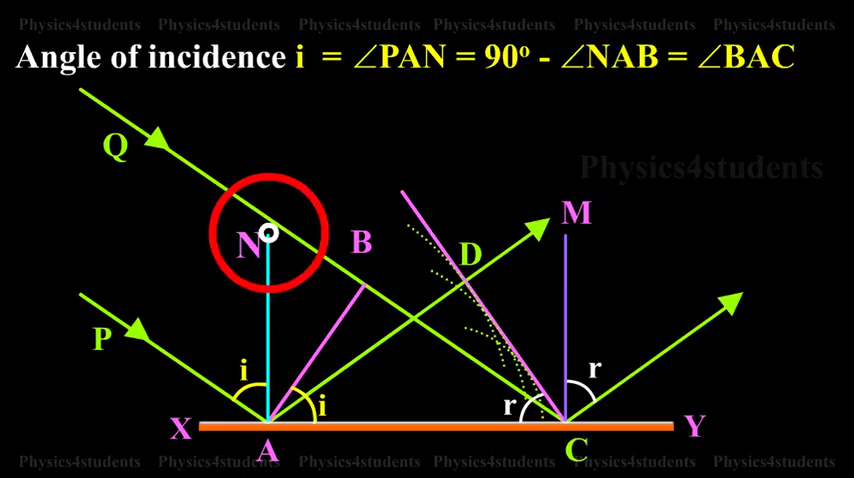 Physics4students Physics4students Physics4students Physics4students Physics4students Physics4students
Angle of incidence i = ∠PAN = 90° - ∠NAB = ∠BAC
Q
Physics4students
M
N
B
D
P
i
r
i
r
X
Y
A
C
Physics4students Physics4students Physics4students Physics4students Physics4students Physics4students